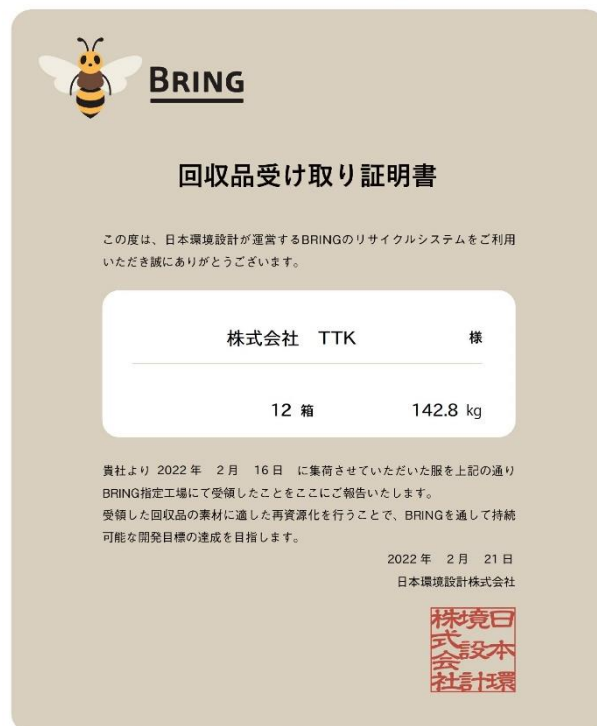 BRING
回収品受け取り証明書
この度は、日本環境設計が運営するBRINGのリサイクルシステムをご利用
いただき誠にありがとうございます。
株式会社 TTK 様
12 箱 142.8 kg
貴社より 2022 年 2 月 16 日 に集荷させていただいた服を上記の通り
BRING指定工場にて受領したことをここにご報告いたします。
受領した回収品の素材に適した再資源化を行うことで、BRINGを通して持続
可能な開発目標の達成を目指します。
2022 年 2 月 21 日
日本環境設計株式会社
日本環
境設計
株式会社